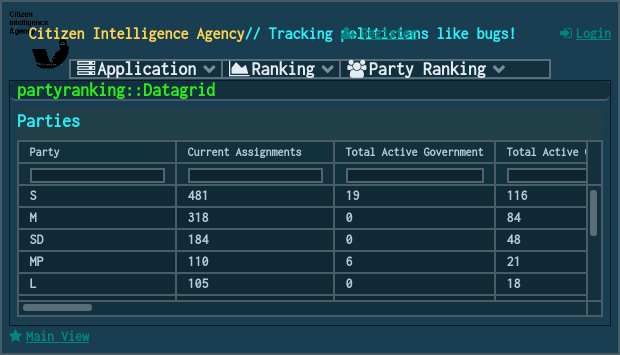 Citizen
Intelligence
Agency
Citizen Intelligence Agency// Tracking politicians like bugs!
Register
Login
Application
Ranking
Party Ranking
partyranking::Datagrid
Parties
Party Current Assignments Total Active Government Total Active
S 481 19 116
M 318 0 84
SD 184 0 48
MP 110 6 21
L 105 0 18
Main View